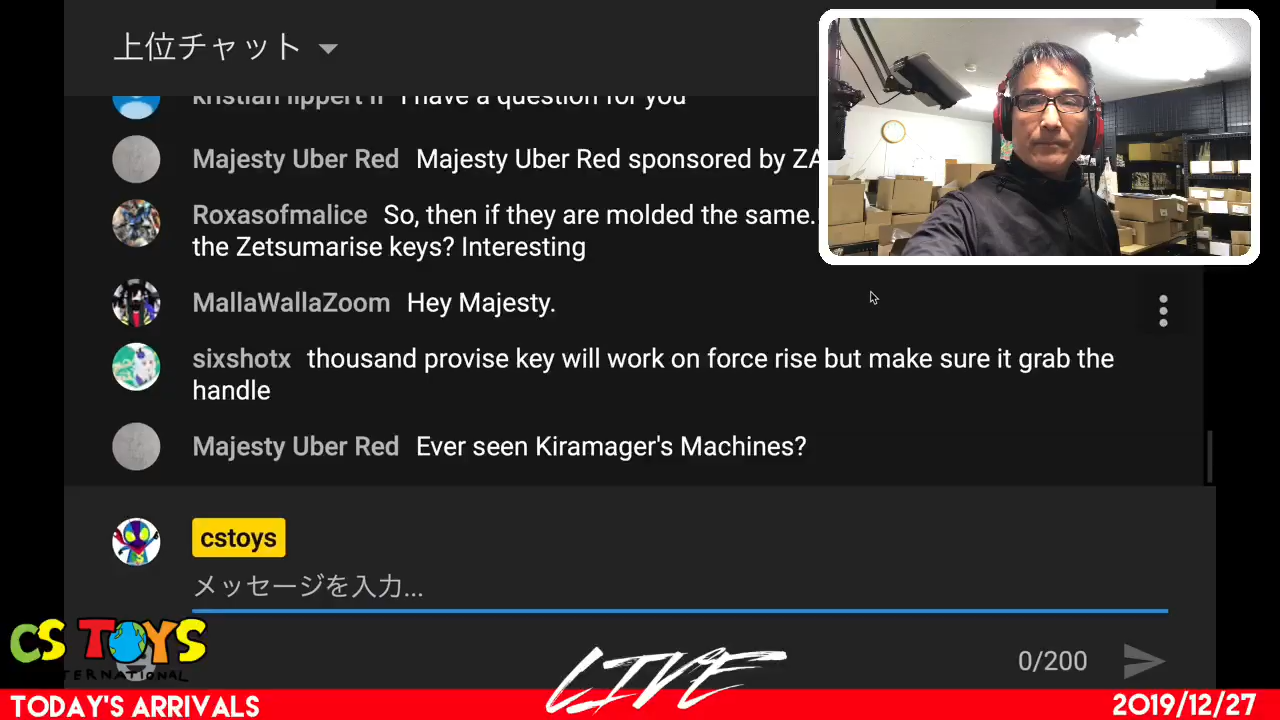 上位チャット
kristian lippert ii I have a question for you
Majesty Uber Red Majesty Uber Red sponsored by ZA
Roxasofmalice So, then if they are molded the same.
the Zetsumarise keys? Interesting
MallaWallaZoom Hey Majesty.
sixshotx thousand provise key will work on force rise but make sure it grab the
handle
Majesty Uber Red Ever seen Kiramager's Machines?
cstoys
メッセージを入力...
CS TOYS
INTERNATIONAL
LIVE
0/200
TODAY'S ARRIVALS
2019/12/27